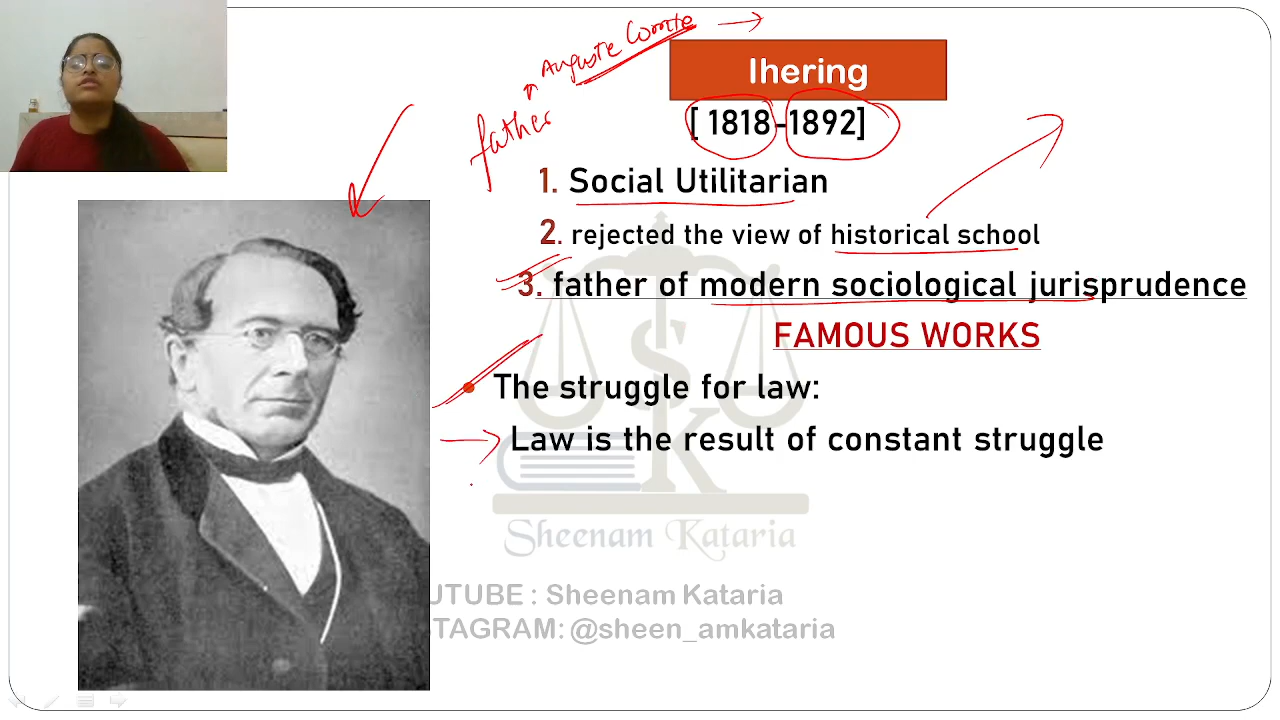 Auguste Comte
father
Ihering
[ 1818-1892]
1. Social Utilitarian
2. rejected the view of historical school
3. father of modern sociological jurisprudence
FAMOUS WORKS
• The struggle for law:
Law is the result of constant struggle
Sheenam Kataria
UTUBE : Sheenam Kataria
TAGRAM: @sheen_amkataria